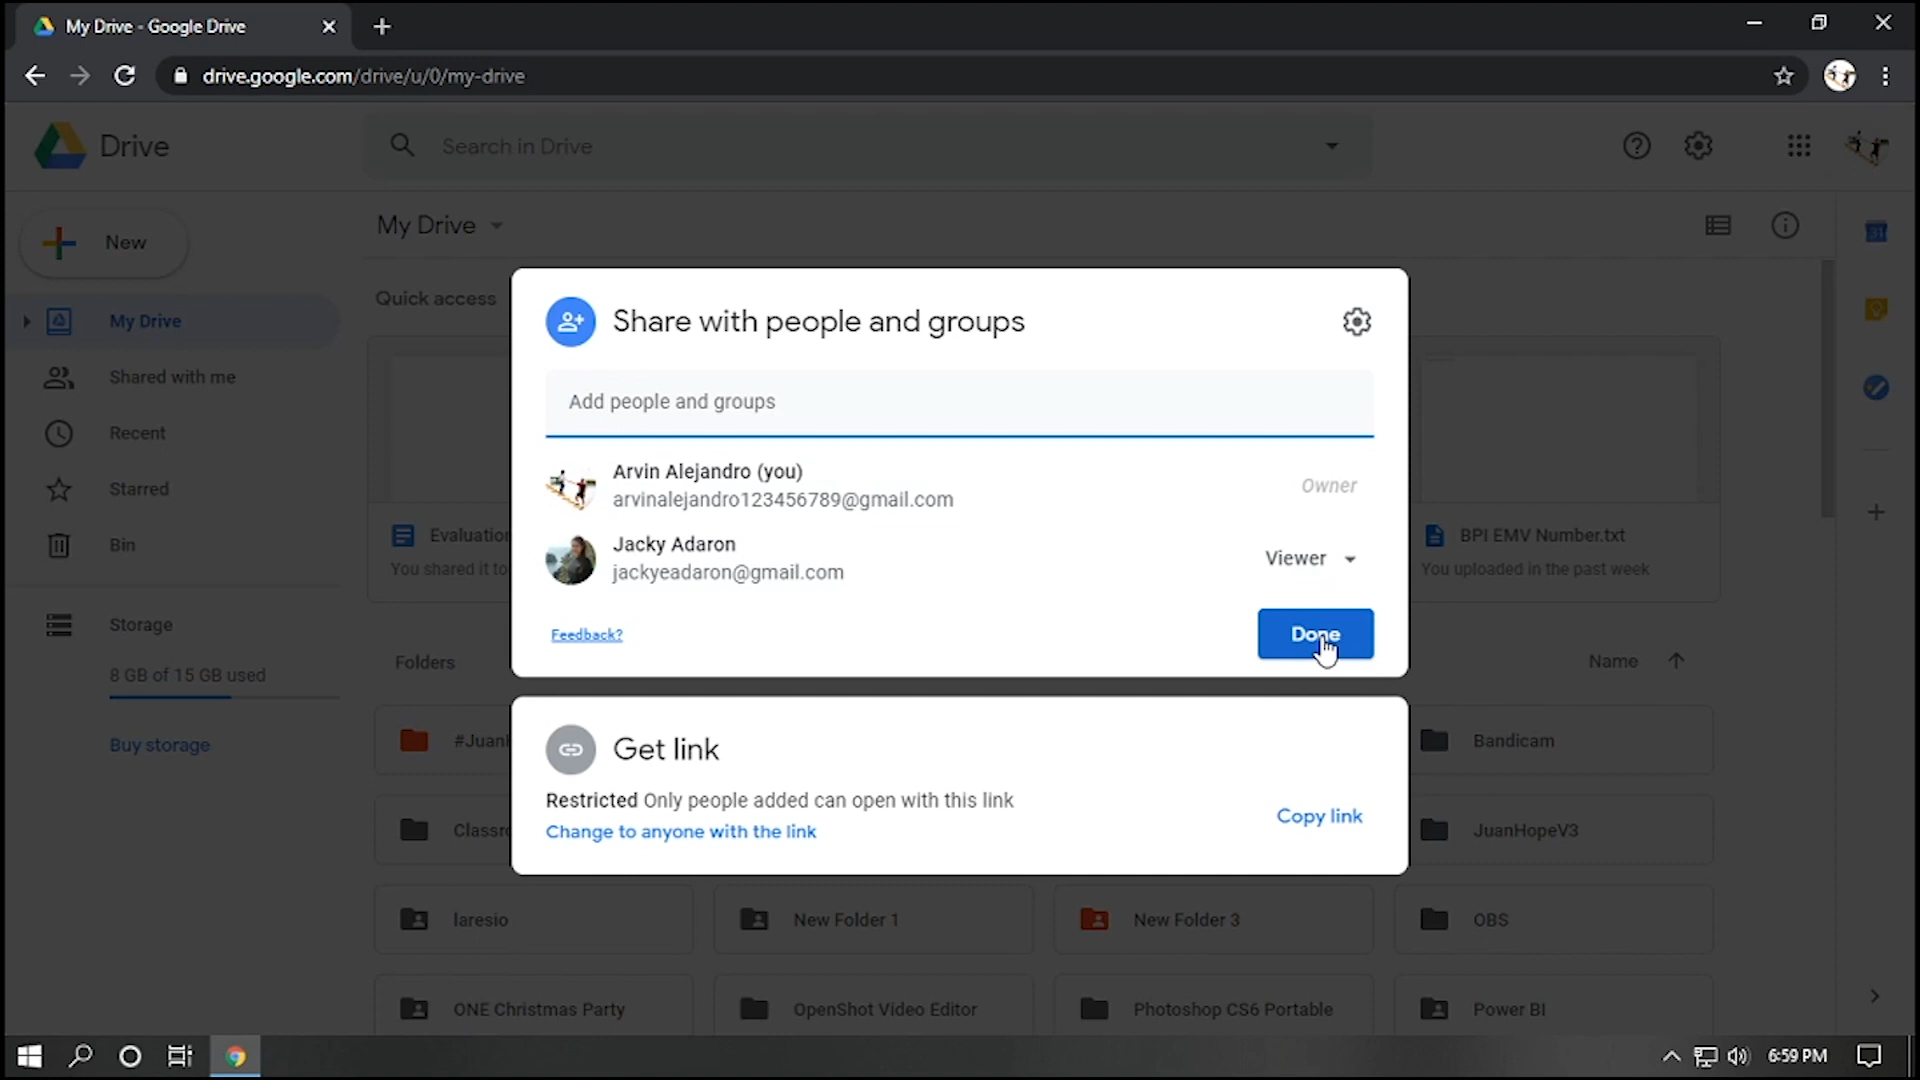 My Drive - Google Drive
drive.google.com/drive/u/0/my-drive
Drive
Search in Drive
New
My Drive
31
Quick access
My Drive
Share with people and groups
Shared with me
Add people and groups
Recent
Arvin Alejandro (you)
arvinalejandro123456789@gmail.com
Owner
Starred
Jacky Adaron
jackyeadaron@gmail.com
Viewer
Bin
Evaluation
You shared it to
BPI EMV Number.txt
You uploaded in the past week
Storage
Feedback?
Done
8 GB of 15 GB used
Folders
Name
Buy storage
#Juan
Get link
Bandicam
Restricted Only people added can open with this link
Change to anyone with the link
Copy link
Classro
JuanHopeV3
laresio
New Folder 1
New Folder 3
OBS
ONE Christmas Party
OpenShot Video Editor
Photoshop CS6 Portable
Power BI
6:59 PM